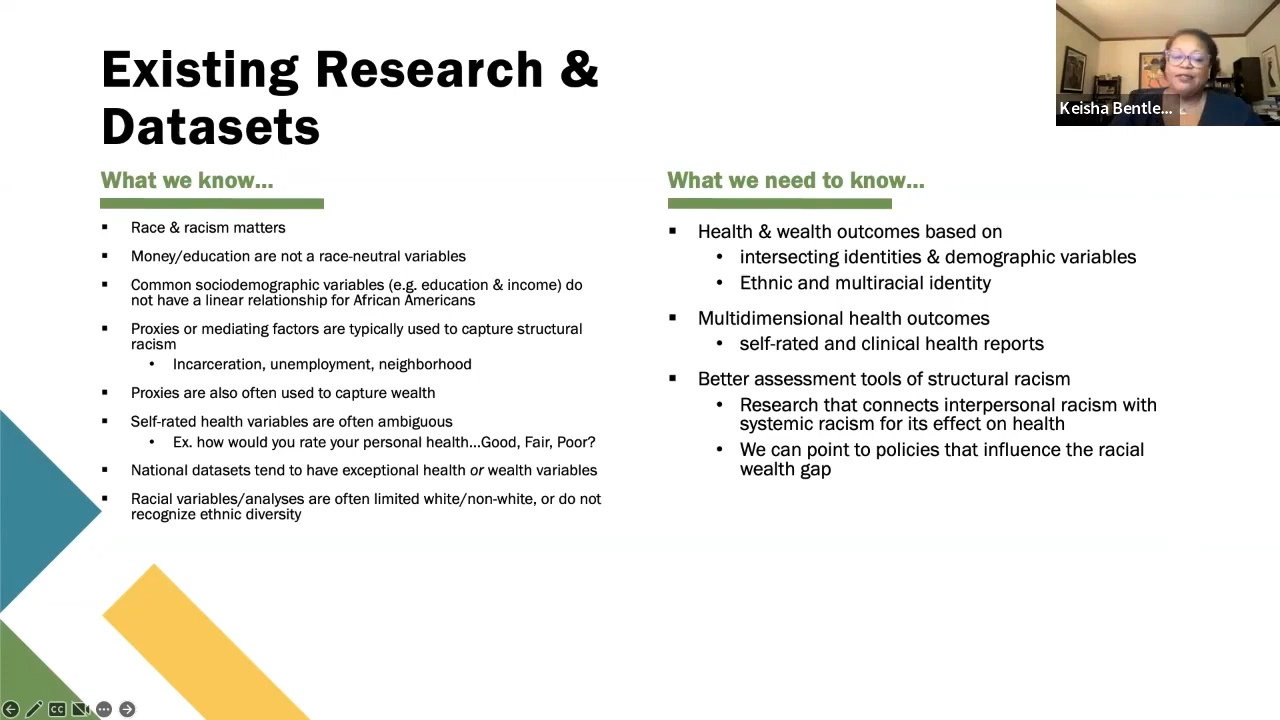 Existing Research &
Datasets
Keisha Bentle...
What we know...
Race & racism matters
Money/education are not a race-neutral variables
Common sociodemographic variables (e.g. education & income) do
not have a linear relationship for African Americans
Proxies or mediating factors are typically used to capture structural
racism
Incarceration, unemployment, neighborhood
Proxies are also often used to capture wealth
Self-rated health variables are often ambiguous
Ex. how would you rate your personal health...Good, Fair, Poor?
National datasets tend to have exceptional health or wealth variables
Racial variables/analyses are often limited white/non-white, or do not
recognize ethnic diversity
What we need to know...
Health & wealth outcomes based on
intersecting identities & demographic variables
Ethnic and multiracial identity
Multidimensional health outcomes
self-rated and clinical health reports
Better assessment tools of structural racism
Research that connects interpersonal racism with
systemic racism for its effect on health
We can point to policies that influence the racial
wealth gap
CC